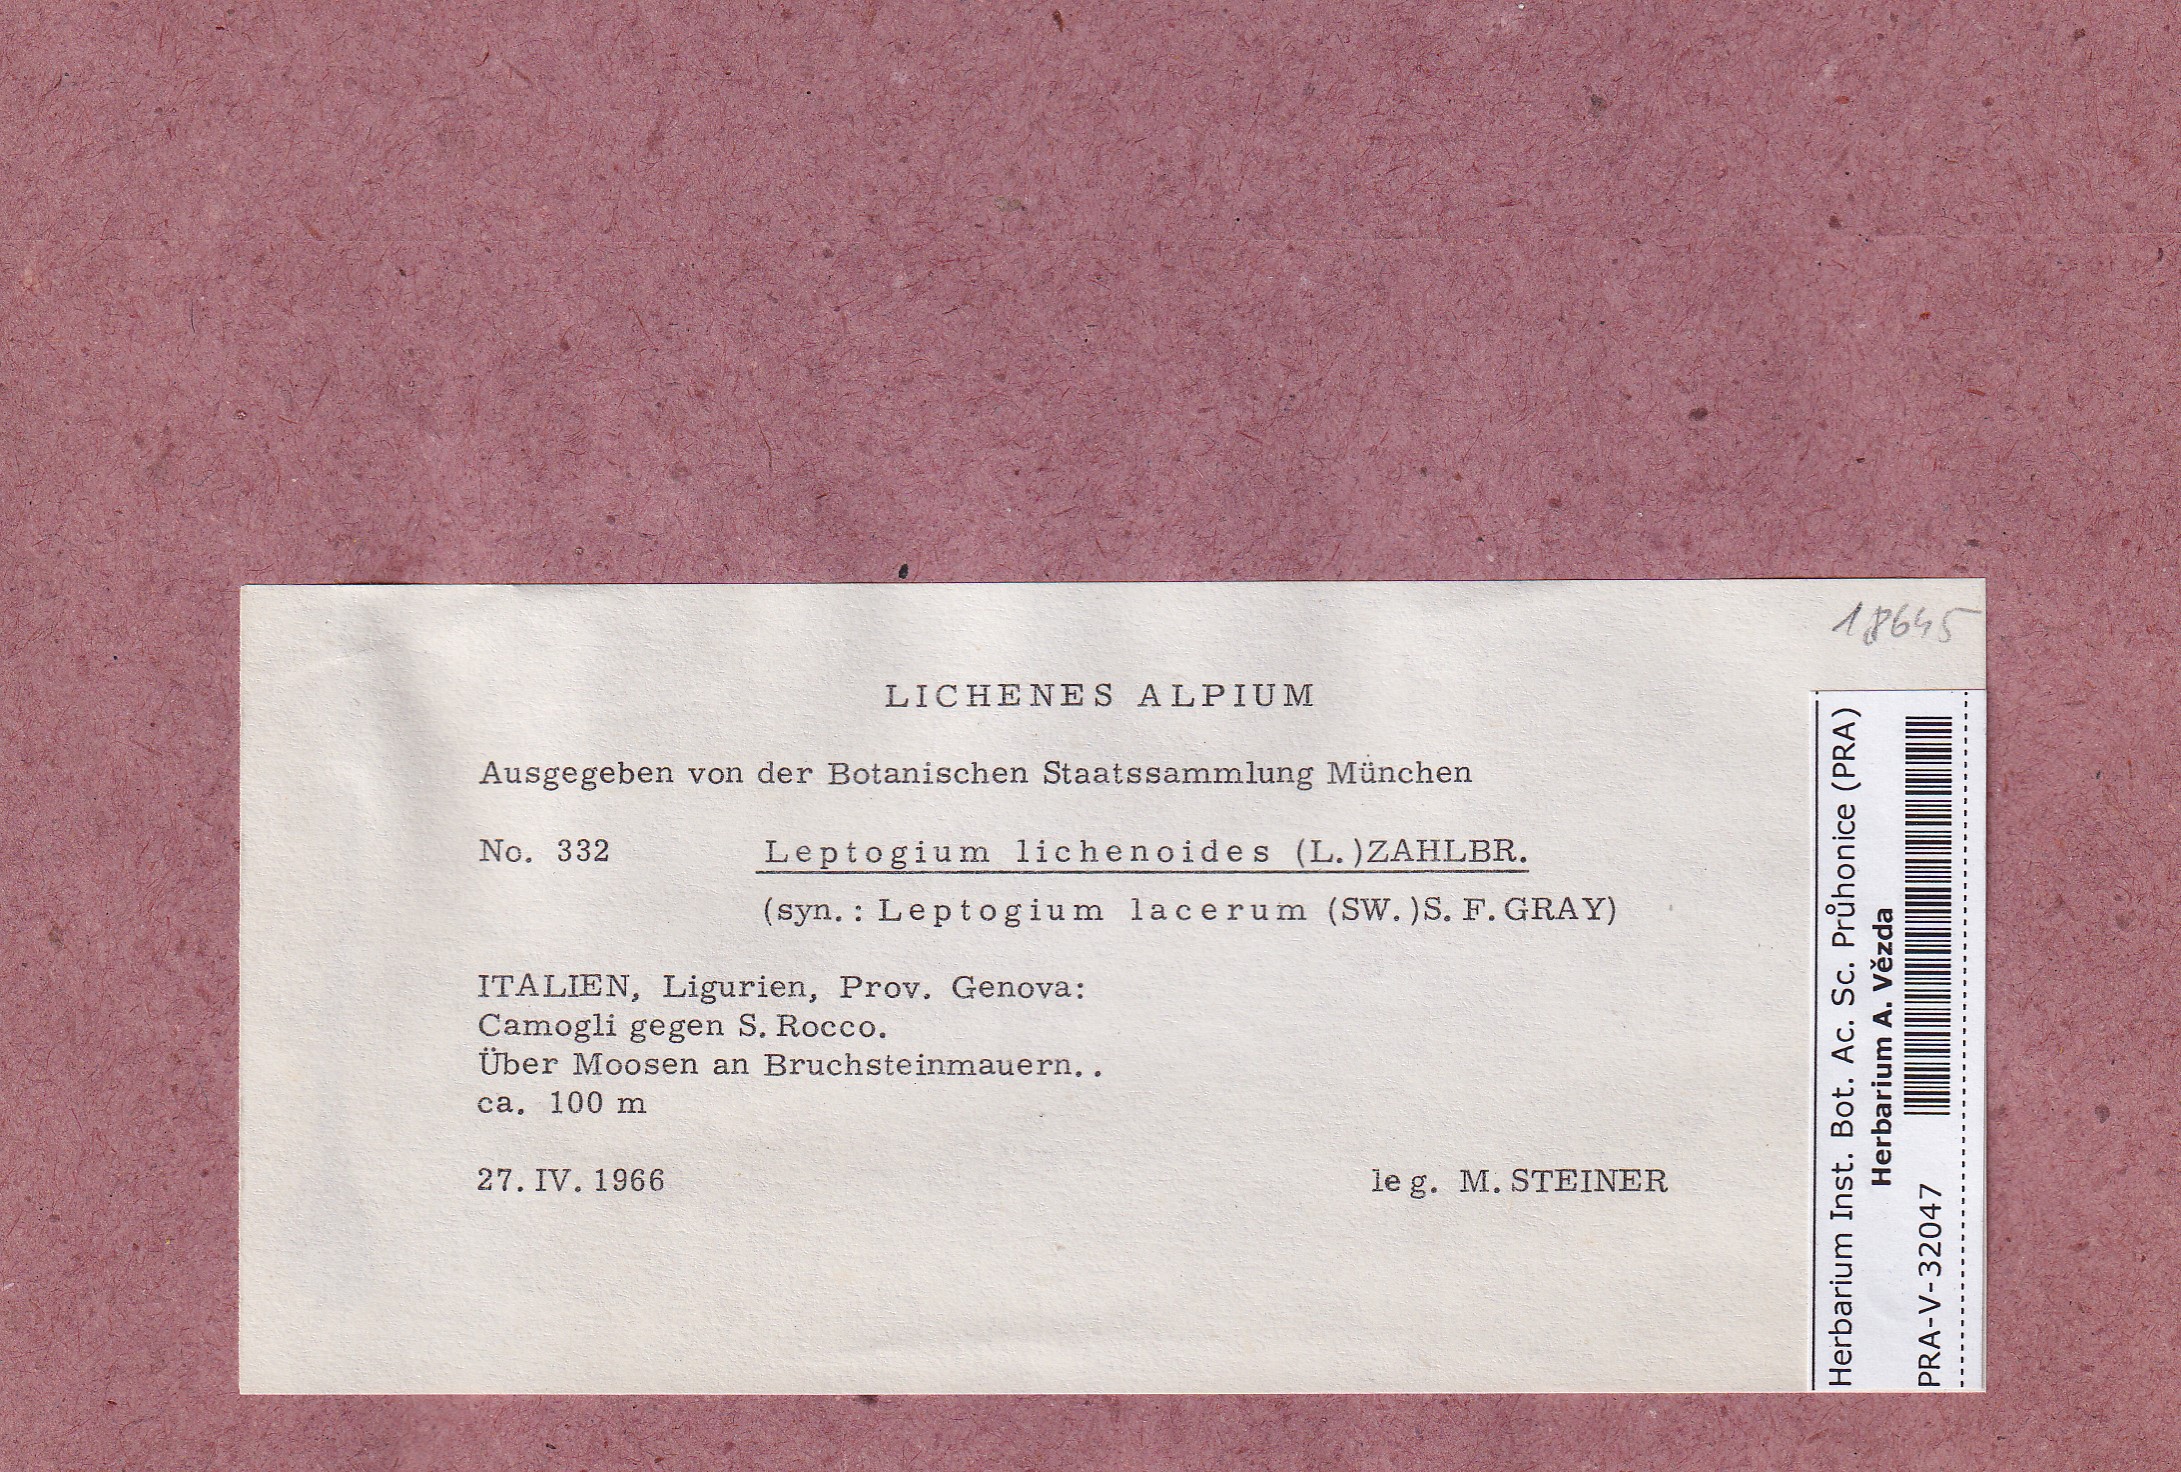 18645
LICHENES ALPIUM
Ausgegeben von der Botanischen Staatssammlung München
No. 332 Leptogium lichenoides (L.)ZAHLBR.
(syn.: Leptogium lacerum (SW.)S. F. GRAY)
ITALIEN, Ligurien, Prov. Genova:
Camogli gegen S. Rocco.
Über Moosen an Bruchsteinmauern. .
ca. 100 m
27. IV. 1966 leg. M. STEINER
Herbarium Inst. Bot. Ac. Sc. Průhonice (PRA)
Herbarium A. Vězda
PRA-V-32047